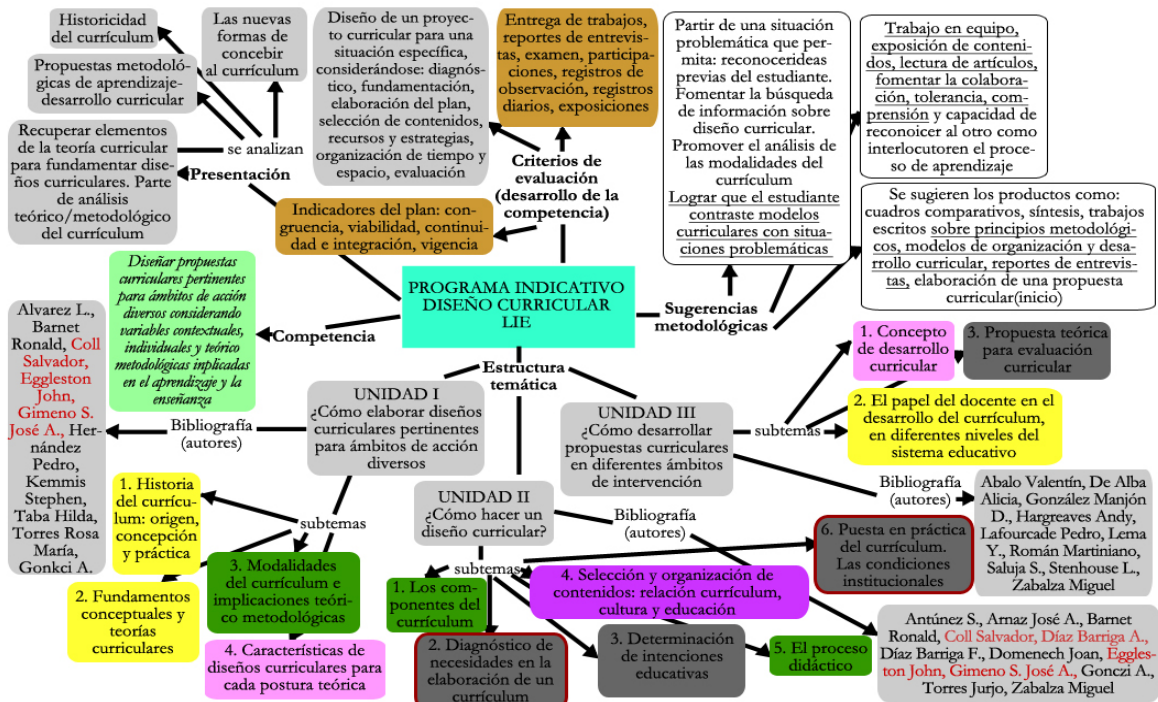 Historicidad
del currículum
Las nuevas
formas de
concebir
al currículum
Propuestas metodoló-
gicas de aprendizaje-
desarrollo curricular
Recuperar elementos
de la teoría curricular
para fundamentar dise-
ños curriculares. Parte
de análisis
teórico/metodológico
del currículum
se analizan
Presentación
Diseño de un proyec-
to curricular para una
situación específica,
considerándose: diagnós-
tico, fundamentación,
elaboración del plan,
selección de contenidos,
recursos y estrategias,
organización de tiempo y
espacio, evaluación
Entrega de trabajos,
reportes de entrevis-
tas, examen, participa-
ciones, registros de
observación, registros
diarios, exposiciones
Criterios de
evaluación
(desarrollo de la
competencia)
Indicadores del plan: con-
gruencia, viabilidad, continui-
dad e integración, vigencia
Partir de una situación
problemática que per-
mita: reconocerideas
previas del estudiante.
Fomentar la búsqueda
de información sobre
diseño curricular.
Promover el análisis de
las modalidades del
currículum
Lograr que el estudiante
contraste modelos
curriculares con situa-
ciones problemáticas
Trabajo en equipo,
exposición de conteni-
dos, lectura de artículos,
fomentar la colabora-
ción, tolerancia, com-
prensión y capacidad de
reconoicer al otro como
interlocutoren el proce-
so de aprendizaje
Se sugieren los productos como:
cuadros comparativos, síntesis, trabajos
escritos sobre principios metodológi-
cos, modelos de organización y desa-
rrollo curricular, reportes de entrevis-
tas, elaboración de una propuesta
curricular(inicio)
PROGRAMA INDICATIVO
DISEÑO CURRICULAR
LIE
Sugerencias
metodológicas
Competencia
Diseñar propuestas
curriculares pertinentes
para ámbitos de acción
diversos considerando
variables contextuales,
individuales y teórico
metodológicas implicadas
en el aprendizaje y la
enseñanza
Estructura
temática
Alvarez L.,
Barnet
Ronald, Coll
Salvador,
Eggleston
John,
Gimeno S.
José A., Her-
nández
Pedro,
Kemmis
Stephen,
Taba Hilda,
Torres Rosa
María,
Gonkci A.
Bibliografía
(autores)
UNIDAD I
¿Cómo elaborar diseños
curriculares pertinentes
para ámbitos de acción
diversos
subtemas
1. Historia
del currícu-
lum: origen,
concepción
y práctica
2. Fundamentos
conceptuales y
teorías
curriculares
3. Modalidades
del currículum e
implicaciones teóri-
co metodológicas
4. Características de
diseños curriculares para
cada postura teórica
UNIDAD II
¿Cómo hacer un
diseño curricular?
subtemas
1. Los com-
ponentes del
currículum
2. Diagnóstico de
necesidades en la
elaboración de un
currículum
3. Determinación
de intenciones
educativas
4. Selección y organización de
contenidos: relación currículum,
cultura y educación
5. El proceso
didáctico
6. Puesta en práctica
del currículum.
Las condiciones
institucionales
Bibliografía
(autores)
Antúnez S., Arnaz José A., Barnet
Ronald, Coll Salvador, Díaz Barriga A.,
Díaz Barriga F., Domenech Joan, Eggles-
ton John, Gimeno S. José A., Gonczi A.,
Torres Jurjo, Zabalza Miguel
UNIDAD III
¿Cómo desarrollar
propuestas curriculares
en diferentes ámbitos
de intervención
subtemas
1. Concepto
de desarrollo
curricular
3. Propuesta teórica
para evaluación
curricular
2. El papel del docente en el
desarrollo del currículum,
en diferentes niveles del
sistema educativo
Bibliografía
(autores)
Abalo Valentín, De Alba
Alicia, González Manjón
D., Hargreaves Andy,
Lafourcade Pedro, Lema
Y., Román Martiniano,
Saluja S., Stenhouse L.,
Zabalza Miguel